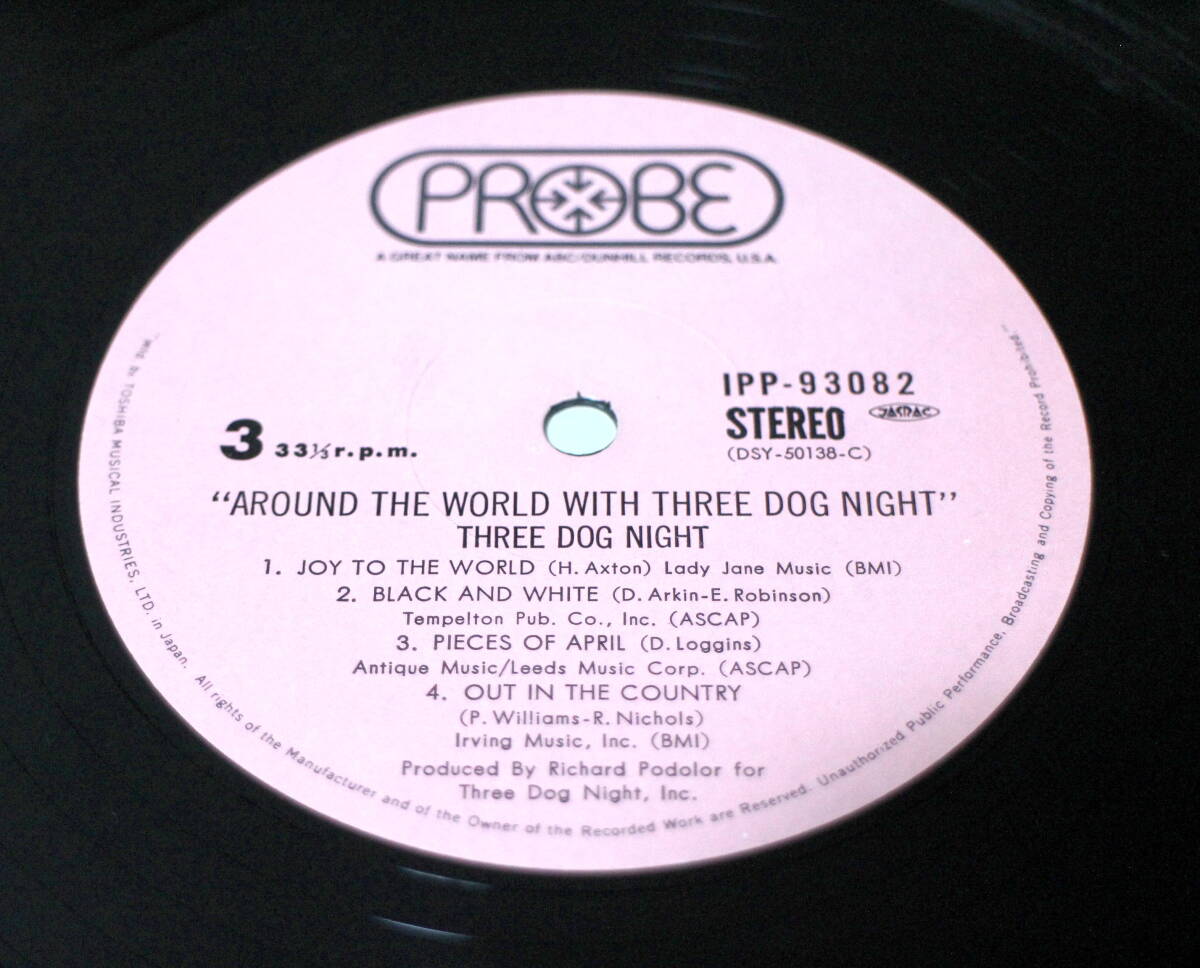 PROBE
A GREAT NAME FROM ABC/DUNHILL RECORDS, U.S.A.
IPP-93082
3 33⅓ r.p.m.
STEREO JASRAC
(DSY-50138-C)
“AROUND THE WORLD WITH THREE DOG NIGHT”
THREE DOG NIGHT
1. JOY TO THE WORLD (H. Axton) Lady Jane Music (BMI)
2. BLACK AND WHITE (D. Arkin-E. Robinson)
Tempelton Pub. Co., Inc. (ASCAP)
3. PIECES OF APRIL (D. Loggins)
Antique Music/Leeds Music Corp. (ASCAP)
4. OUT IN THE COUNTRY
(P. Williams-R. Nichols)
Irving Music, Inc. (BMI)
Produced By Richard Podolor for
Three Dog Night, Inc.
"Mfd. by TOSHIBA MUSICAL INDUSTRIES, LTD. in Japan. All rights of the Manufacturer and of the Owner of the Recorded Work are Reserved. Unauthorized Public Performance, Broadcasting and Copying of the Record Prohibited."